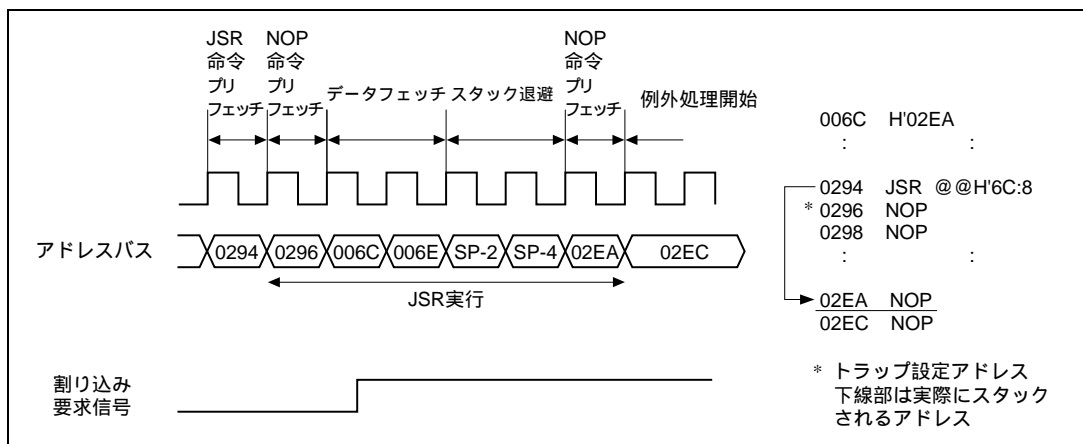 JSR
命令
プリ
フェッチ
NOP
命令
プリ
フェッチ
データフェッチ
スタック退避
NOP
命令
プリ
フェッチ
例外処理開始
アドレスバス
0294 0296 006C 006E SP-2 SP-4 02EA 02EC
JSR実行
割り込み
要求信号
006C H'02EA
: :
0294 JSR @@H'6C:8
* 0296 NOP
0298 NOP
: :
02EA NOP
02EC NOP
* トラップ設定アドレス
下線部は実際にスタック
されるアドレス